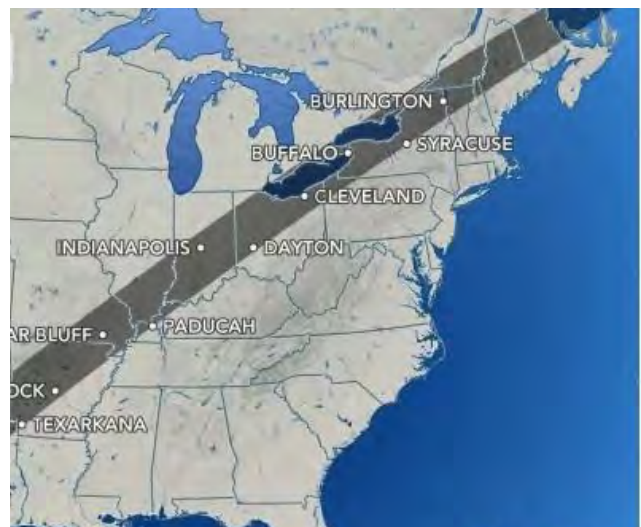 BURLINGTON
SYRACUSE
BUFFALO
CLEVELAND
INDIANAPOLIS
DAYTON
AR BLUFF
PADUCAH
OCK
TEXARKANA